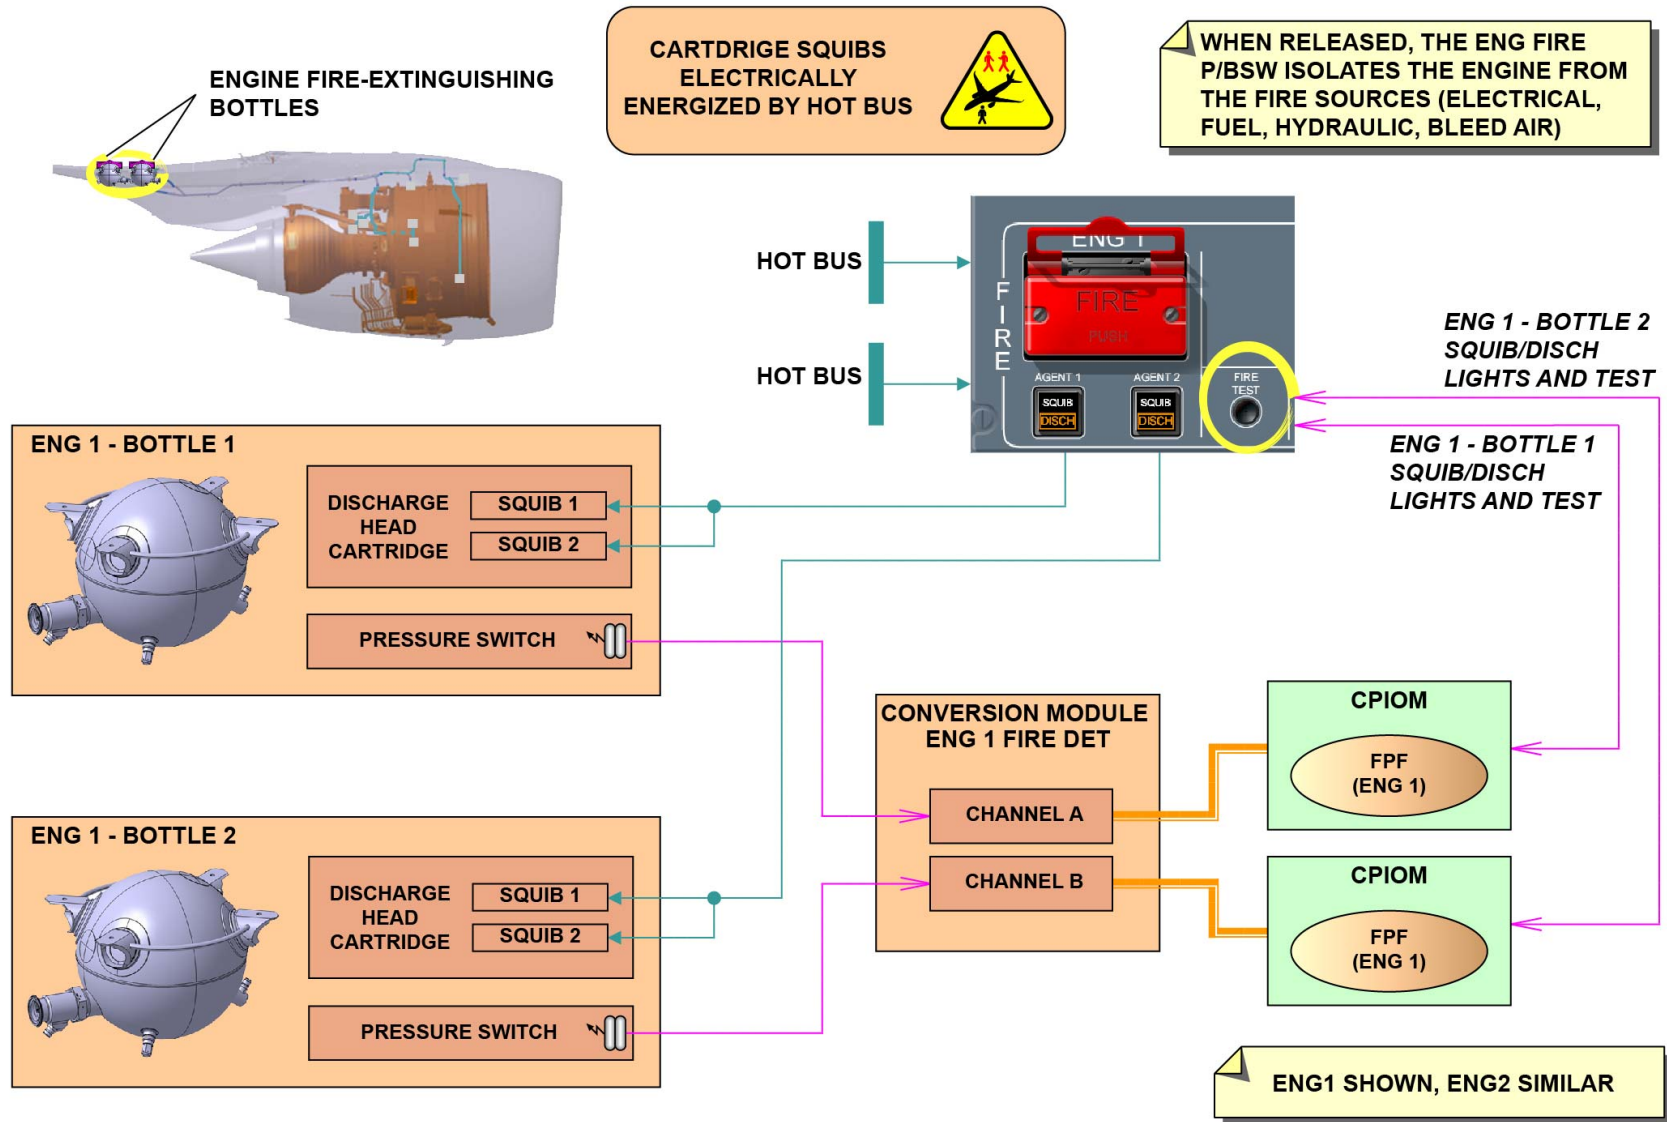 ENGINE FIRE-EXTINGUISHING
BOTTLES
CARTDRIGE SQUIBS
ELECTRICALLY
ENERGIZED BY HOT BUS
WHEN RELEASED, THE ENG FIRE
P/BSW ISOLATES THE ENGINE FROM
THE FIRE SOURCES (ELECTRICAL,
FUEL, HYDRAULIC, BLEED AIR)
HOT BUS
HOT BUS
FIRE
ENG 1
FIRE
PUSH
AGENT 1
SQUIB
DISCH
AGENT 2
SQUIB
DISCH
FIRE
TEST
ENG 1 - BOTTLE 2
SQUIB/DISCH
LIGHTS AND TEST
ENG 1 - BOTTLE 1
SQUIB/DISCH
LIGHTS AND TEST
ENG 1 - BOTTLE 1
DISCHARGE
HEAD
CARTRIDGE
SQUIB 1
SQUIB 2
PRESSURE SWITCH
ENG 1 - BOTTLE 2
DISCHARGE
HEAD
CARTRIDGE
SQUIB 1
SQUIB 2
PRESSURE SWITCH
CONVERSION MODULE
ENG 1 FIRE DET
CHANNEL A
CHANNEL B
CPIOM
FPF
(ENG 1)
CPIOM
FPF
(ENG 1)
ENG1 SHOWN, ENG2 SIMILAR